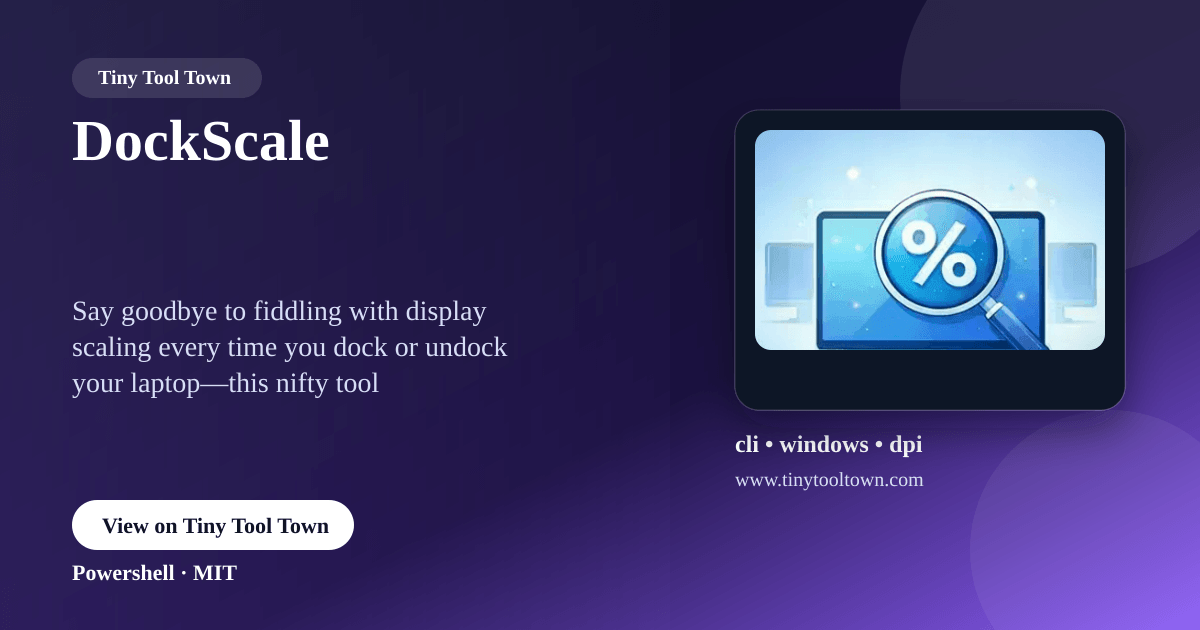 Tiny Tool Town
DockScale
Say goodbye to fiddling with display
scaling every time you dock or undock
your laptop—this nifty tool
View on Tiny Tool Town
Powershell · MIT
%
cli • windows • dpi
www.tinytooltown.com